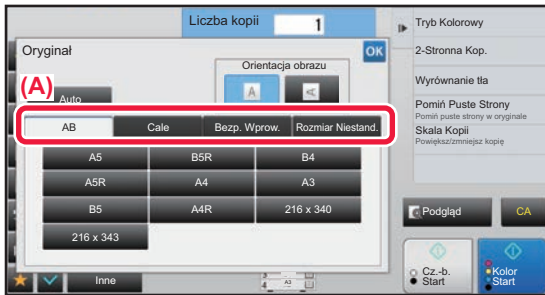 Liczba kopii 1
Oryginał
OK
Orientacja obrazu
A
A
(A)
Auto
AB
Cale
Bezp. Wprow.
Rozmiar Niestand.
A5
B5R
B4
A5R
A4
A3
B5
A4R
216 x 340
216 x 343
Inne
A3
4
Tryb Kolorowy
2-Stronna Kop.
Wyrównanie tła
Pomiń Puste Strony
Pomiń puste strony w oryginale
Skala Kopii
Powiększ/zmniejsz kopię
Podgląd
CA
Cz.-b.
Start
Kolor
Start